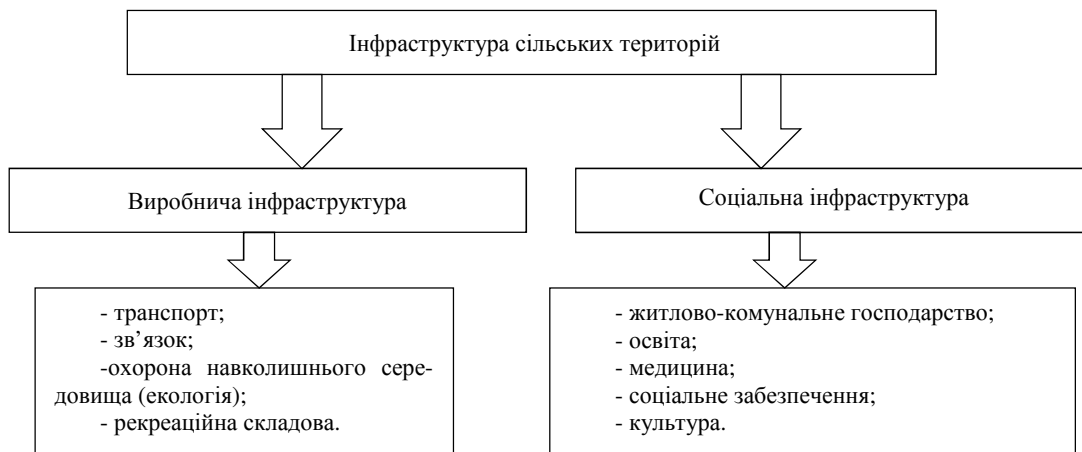 Інфраструктура сільських територій
Виробнича інфраструктура
Соціальна інфраструктура
- транспорт;
- зв’язок;
-охорона навколишнього сере-
довища (екологія);
- рекреаційна складова.
- житлово-комунальне господарство;
- освіта;
- медицина;
- соціальне забезпечення;
- культура.